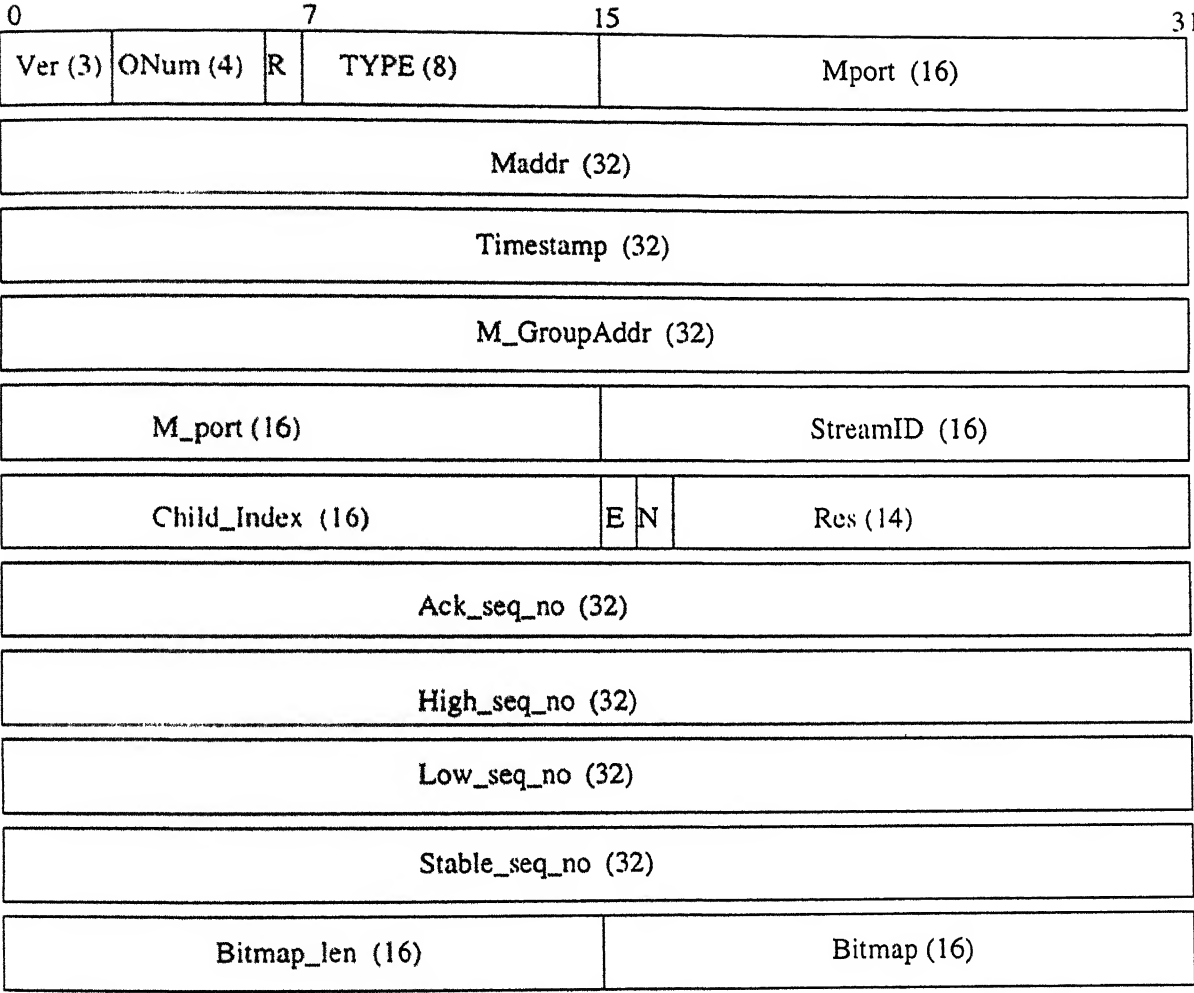 0 7 15 31
Ver (3) ONum (4) R TYPE (8) Mport (16)
Maddr (32)
Timestamp (32)
M_GroupAddr (32)
M_port (16) StreamID (16)
Child_Index (16) E N Res (14)
Ack_seq_no (32)
High_seq_no (32)
Low_seq_no (32)
Stable_seq_no (32)
Bitmap_len (16) Bitmap (16)